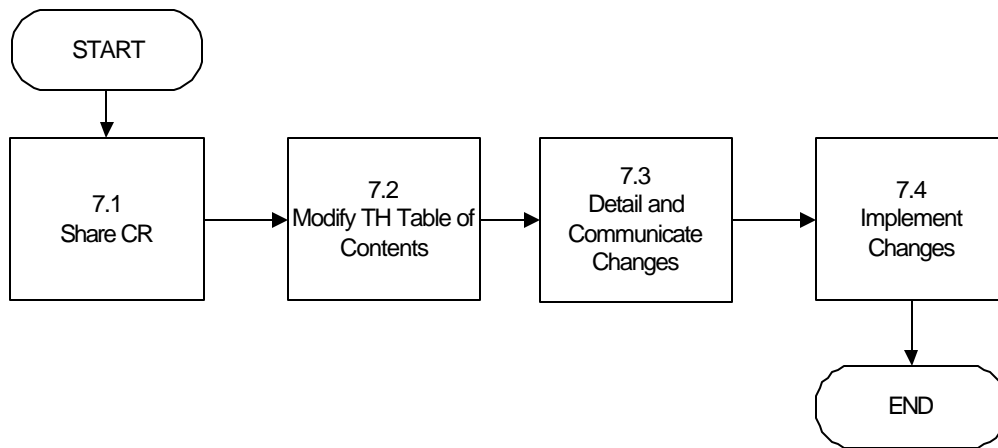 START
7.1
Share CR
7.2
Modify TH Table of
Contents
7.3
Detail and
Communicate
Changes
7.4
Implement
Changes
END